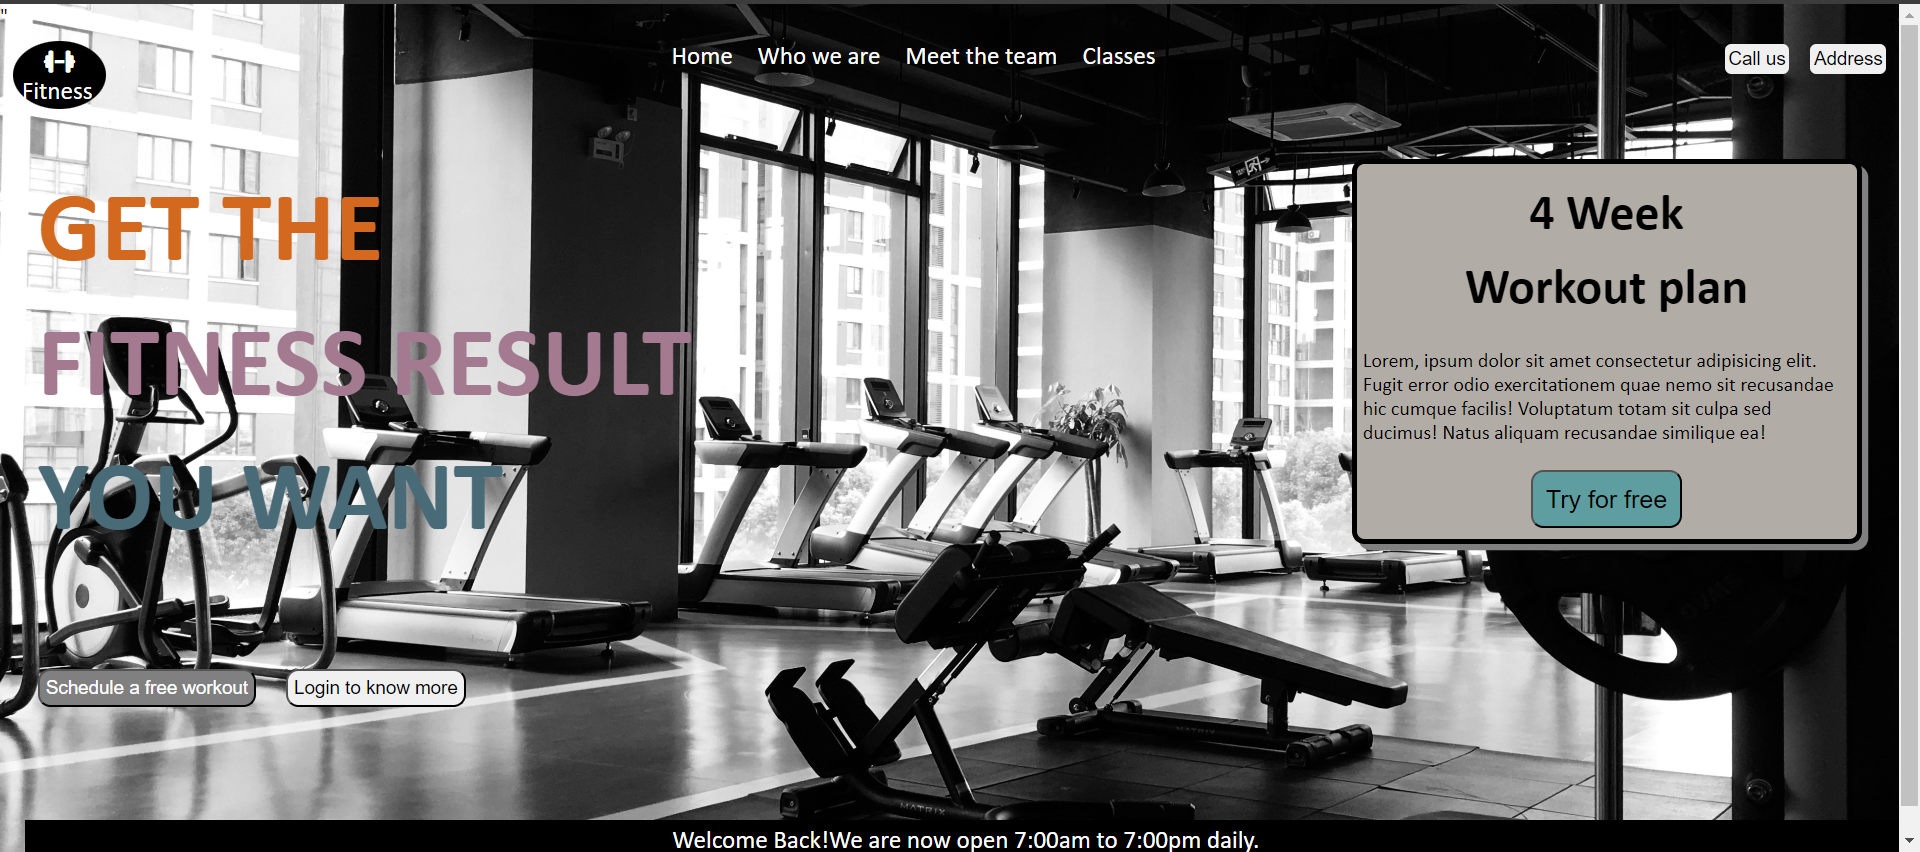 "
Fitness
Home Who we are Meet the team Classes
Call us Address
GET THE
FITNESS RESULT
YOU WANT
Schedule a free workout Login to know more
4 Week
Workout plan
Lorem, ipsum dolor sit amet consectetur adipisicing elit.
Fugit error odio exercitationem quae nemo sit recusandae
hic cumque facilis! Voluptatum totam sit culpa sed
ducimus! Natus aliquam recusandae similique ea!
Try for free
MATRIX
Welcome Back!We are now open 7:00am to 7:00pm daily.